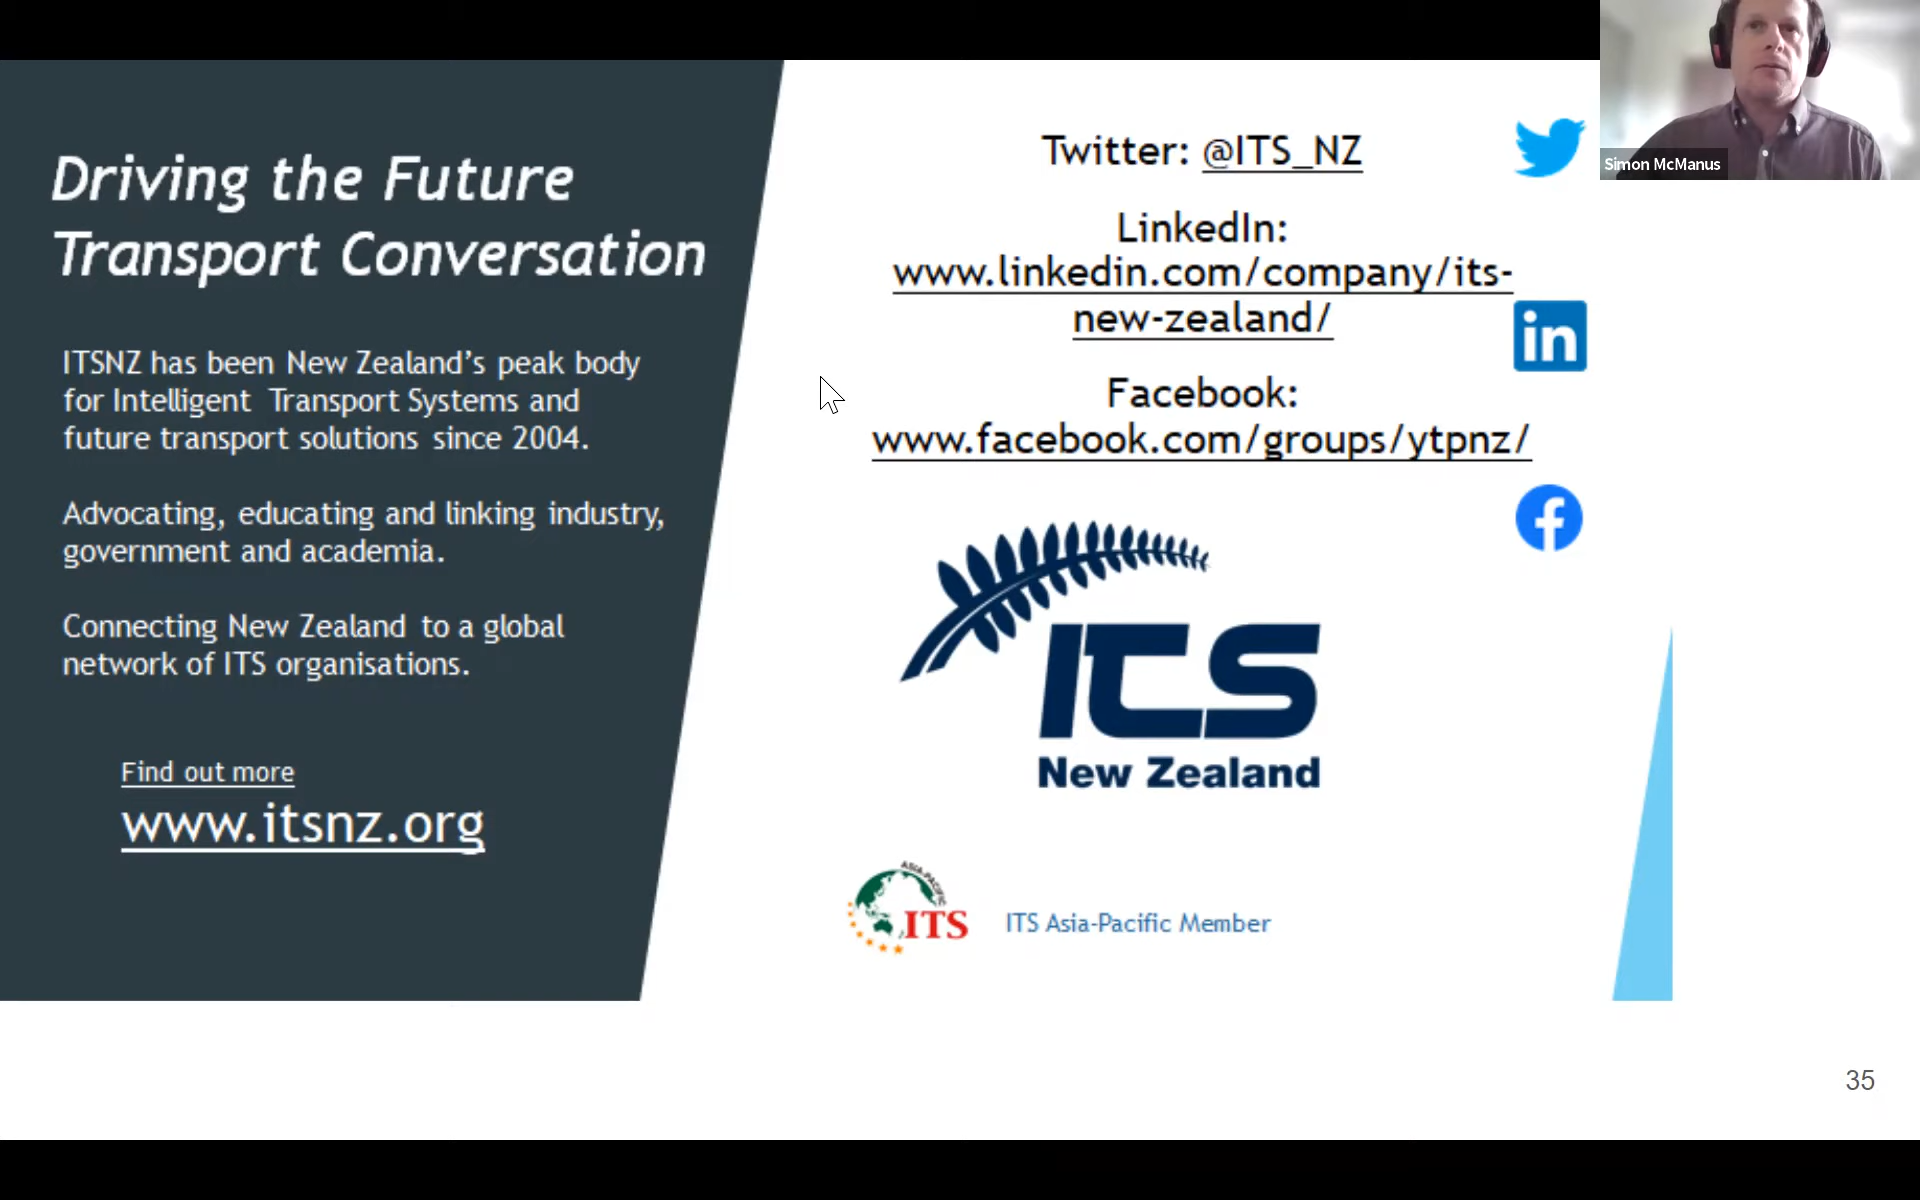 Driving the Future
Transport Conversation
ITSNZ has been New Zealand’s peak body
for Intelligent Transport Systems and
future transport solutions since 2004.
Advocating, educating and linking industry,
government and academia.
Connecting New Zealand to a global
network of ITS organisations.
Find out more
www.itsnz.org
Twitter: @ITS_NZ
LinkedIn:
www.linkedin.com/company/its-
new-zealand/
in
Facebook:
www.facebook.com/groups/ytpnz/
f
ITS
New Zealand
ASIA-PACIFIC
ITS
ITS Asia-Pacific Member
Simon McManus
35